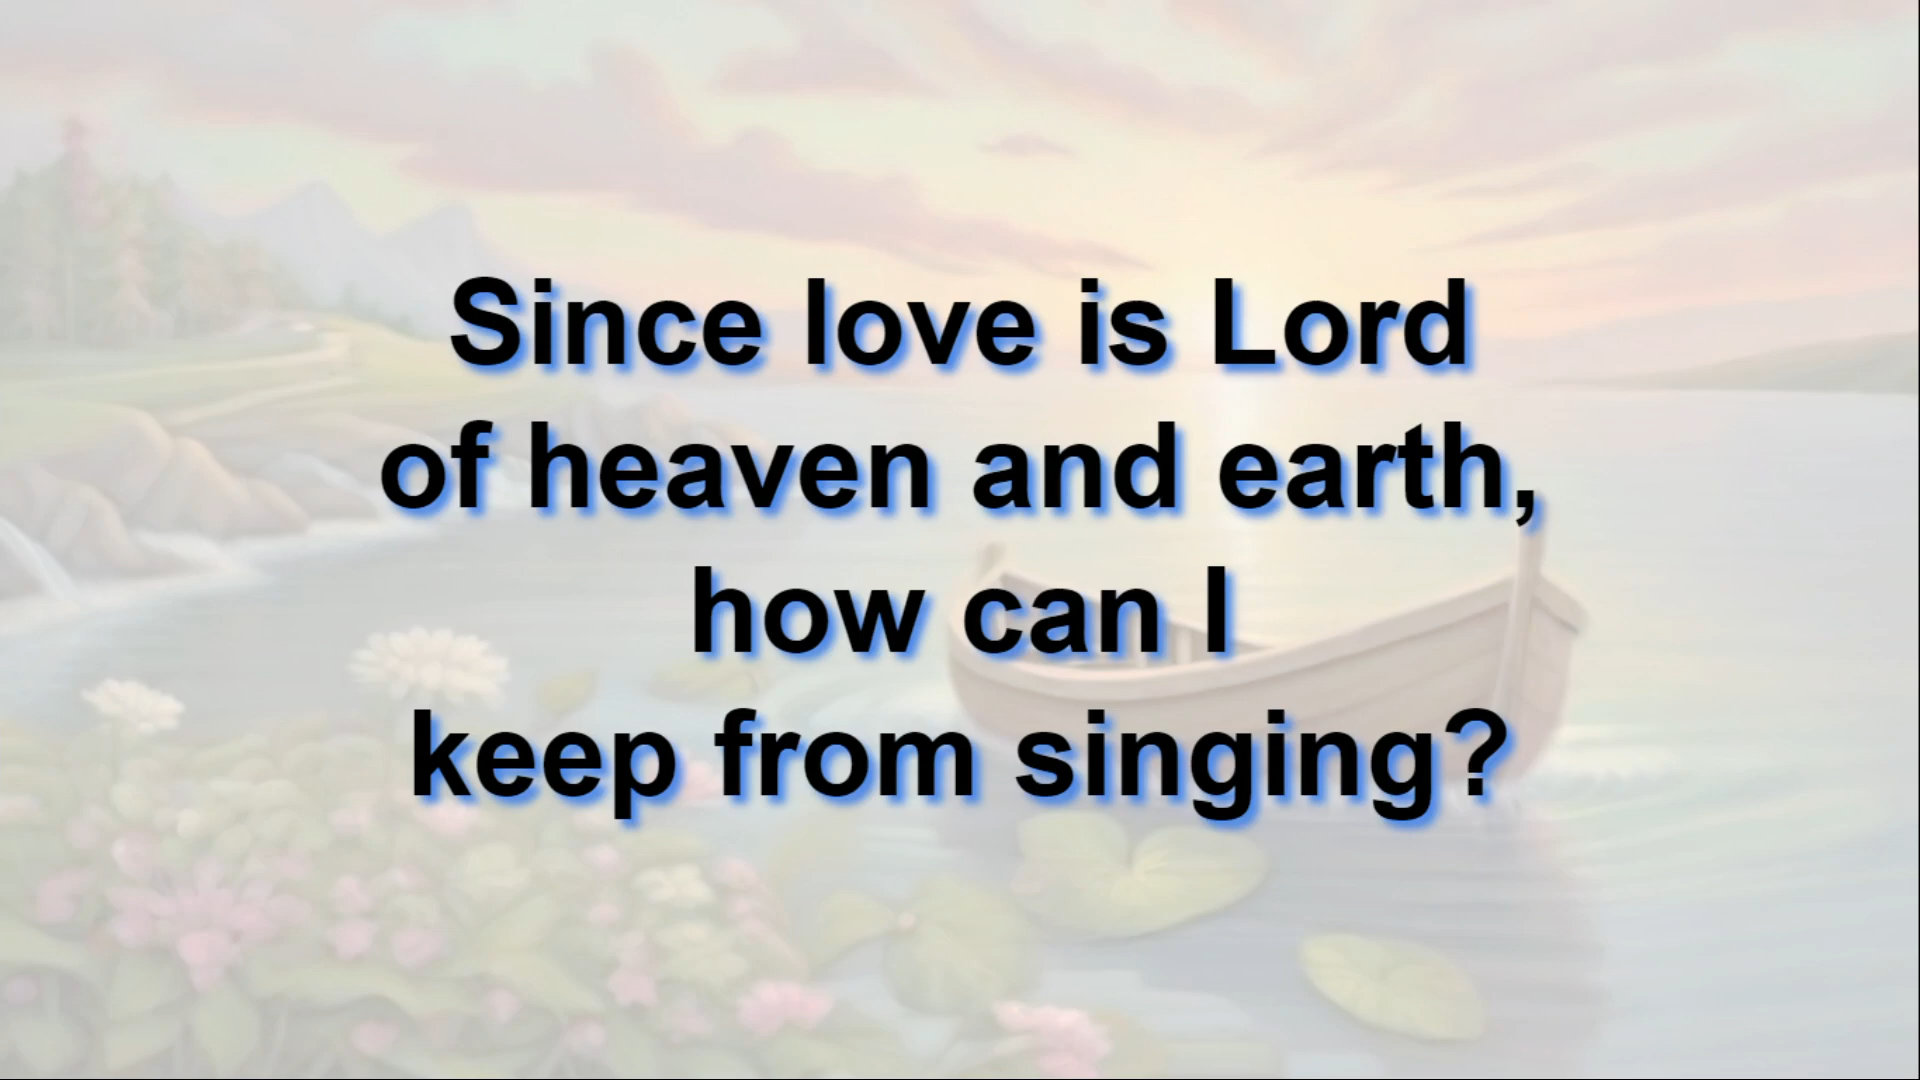 Since love is Lord
of heaven and earth,
how can I
keep from singing?